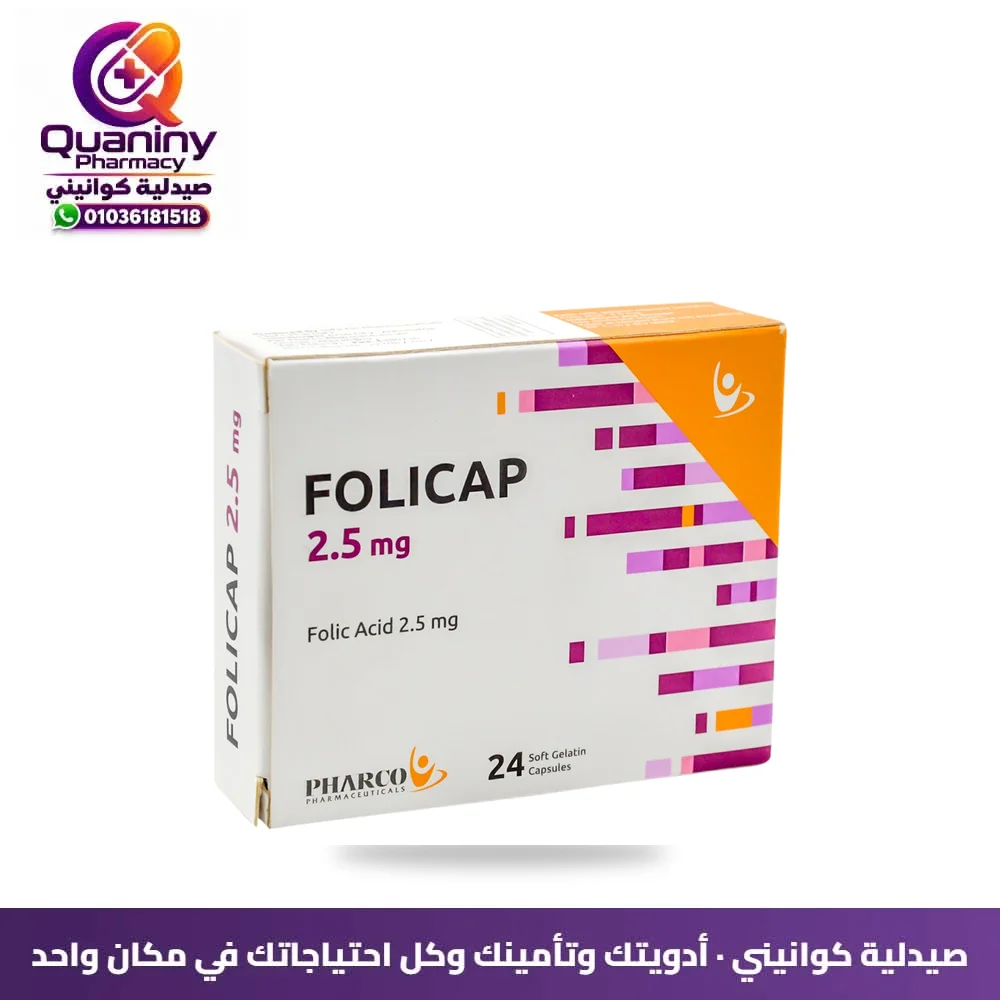 Quaniny
Pharmacy
صيدلية كوانيني
01036181518
FOLICAP 2.5 mg
FOLICAP
2.5 mg
Folic Acid 2.5 mg
PHARCO
PHARMACEUTICALS
24 Soft Gelatin
Capsules
صيدلية كوانيني · أدويتك وتأمينك وكل احتياجاتك في مكان واحد